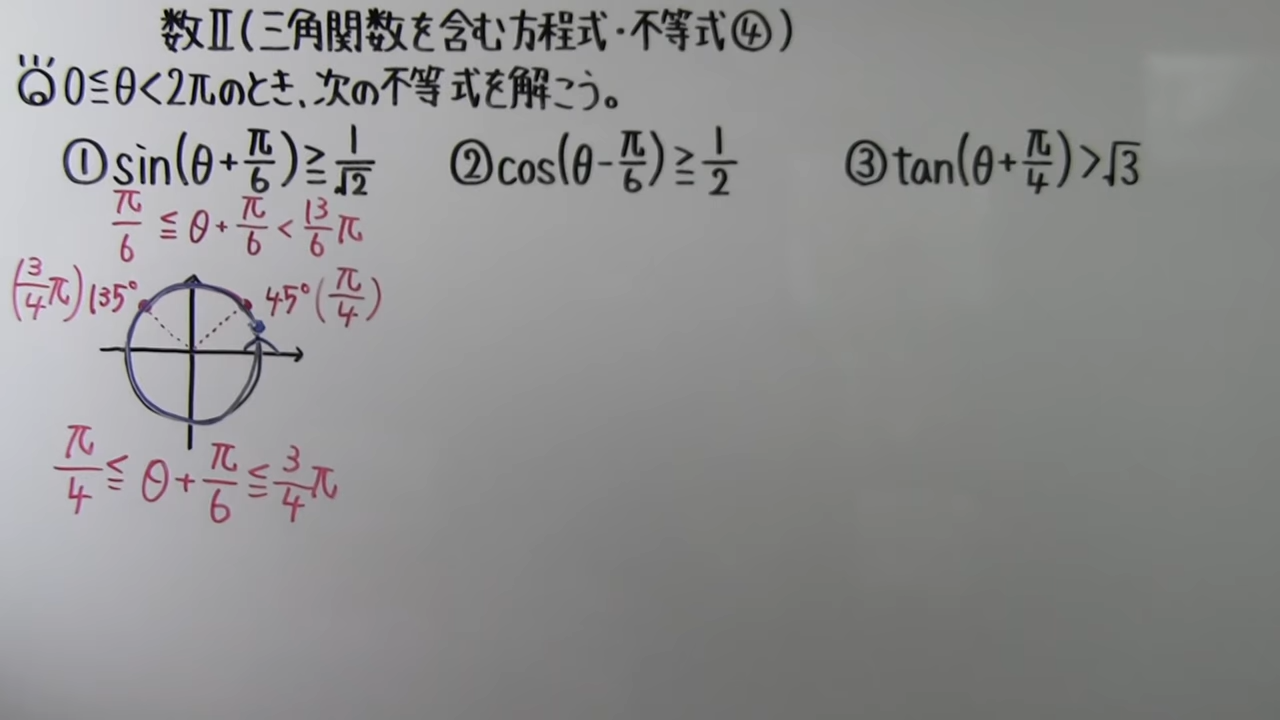 数Ⅱ(三角関数を含む方程式・不等式④)
Q 0≦θ<2πのとき、次の不等式を解こう。
①sin(θ+π/6)≧1/√2 ②cos(θ-π/6)≧1/2 ③tan(θ+π/4)>√3
π/6 ≦ θ+π/6 < 13/6π
(3/4π)135° 45°(π/4)
π/4 ≦ θ+π/6 ≦ 3/4π